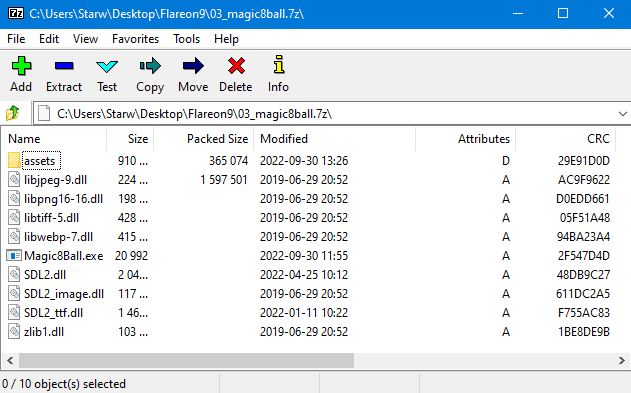 C:\Users\Starw\Desktop\Flareon9\03_magic8ball.7z\
File Edit View Favorites Tools Help
Add Extract Test Copy Move Delete Info
C:\Users\Starw\Desktop\Flareon9\03_magic8ball.7z\
Name Size Packed Size Modified Attributes CRC
assets 910 ... 365 074 2022-09-30 13:26 D 29E91D0D
libjpeg-9.dll 224 ... 1 597 501 2019-06-29 20:52 A AC9F9622
libpng16-16.dll 198 ... 2019-06-29 20:52 A D0EDD661
libtiff-5.dll 428 ... 2019-06-29 20:52 A 05F51A48
libwebp-7.dll 415 ... 2019-06-29 20:52 A 94BA23A4
Magic8Ball.exe 20 992 2022-09-30 11:55 A 2F547D4D
SDL2.dll 2 04... 2022-04-25 10:12 A 48DB9C27
SDL2_image.dll 117 ... 2019-06-29 20:52 A 611DC2A5
SDL2_ttf.dll 1 46... 2022-01-11 10:22 A F755AC83
zlib1.dll 103 ... 2019-06-29 20:52 A 1BE8DE9B
0 / 10 object(s) selected